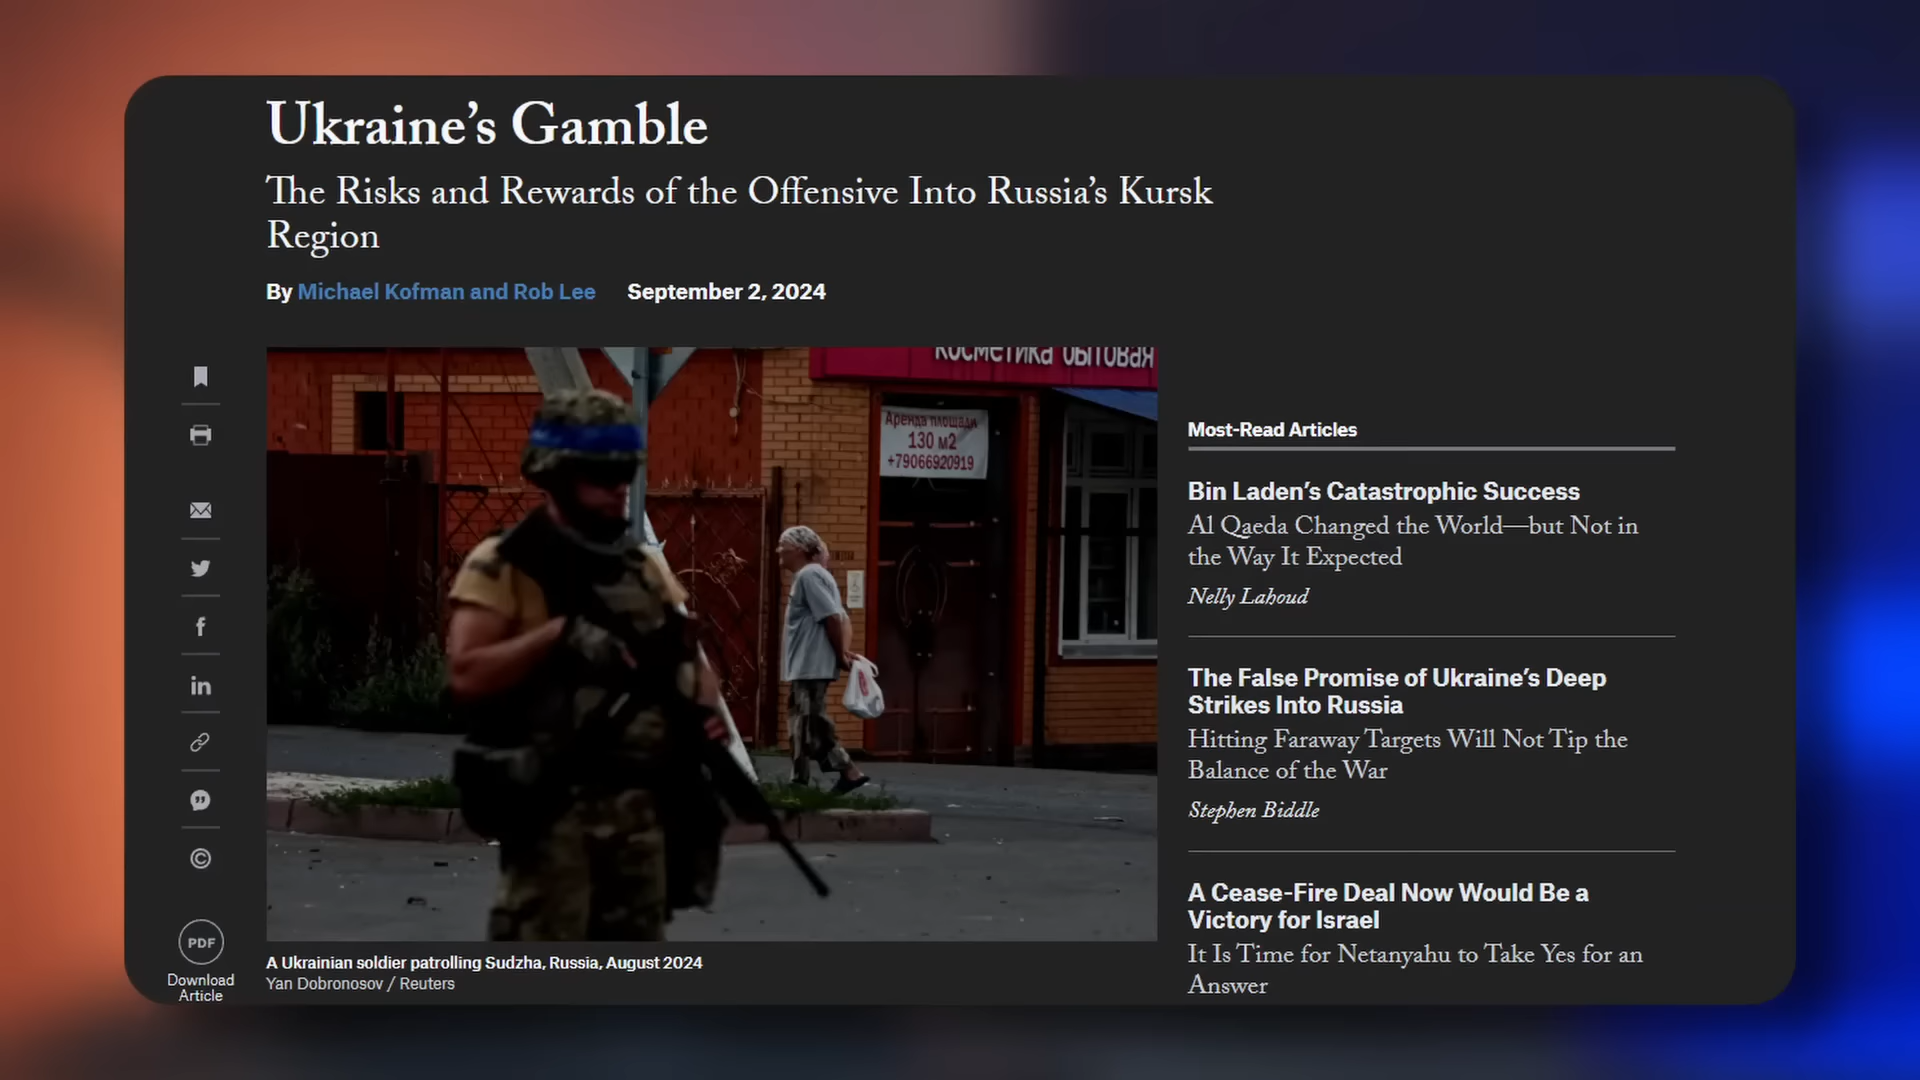 Ukraine’s Gamble
The Risks and Rewards of the Offensive Into Russia’s Kursk
Region
By Michael Kofman and Rob Lee September 2, 2024
Косметика бытовая
Аренда площади
130 м2
+79066920919
Most-Read Articles
Bin Laden’s Catastrophic Success
Al Qaeda Changed the World—but Not in
the Way It Expected
Nelly Lahoud
The False Promise of Ukraine’s Deep
Strikes Into Russia
Hitting Faraway Targets Will Not Tip the
Balance of the War
Stephen Biddle
A Cease-Fire Deal Now Would Be a
Victory for Israel
It Is Time for Netanyahu to Take Yes for an
Answer
PDF
Download
Article
A Ukrainian soldier patrolling Sudzha, Russia, August 2024
Yan Dobronosov / Reuters